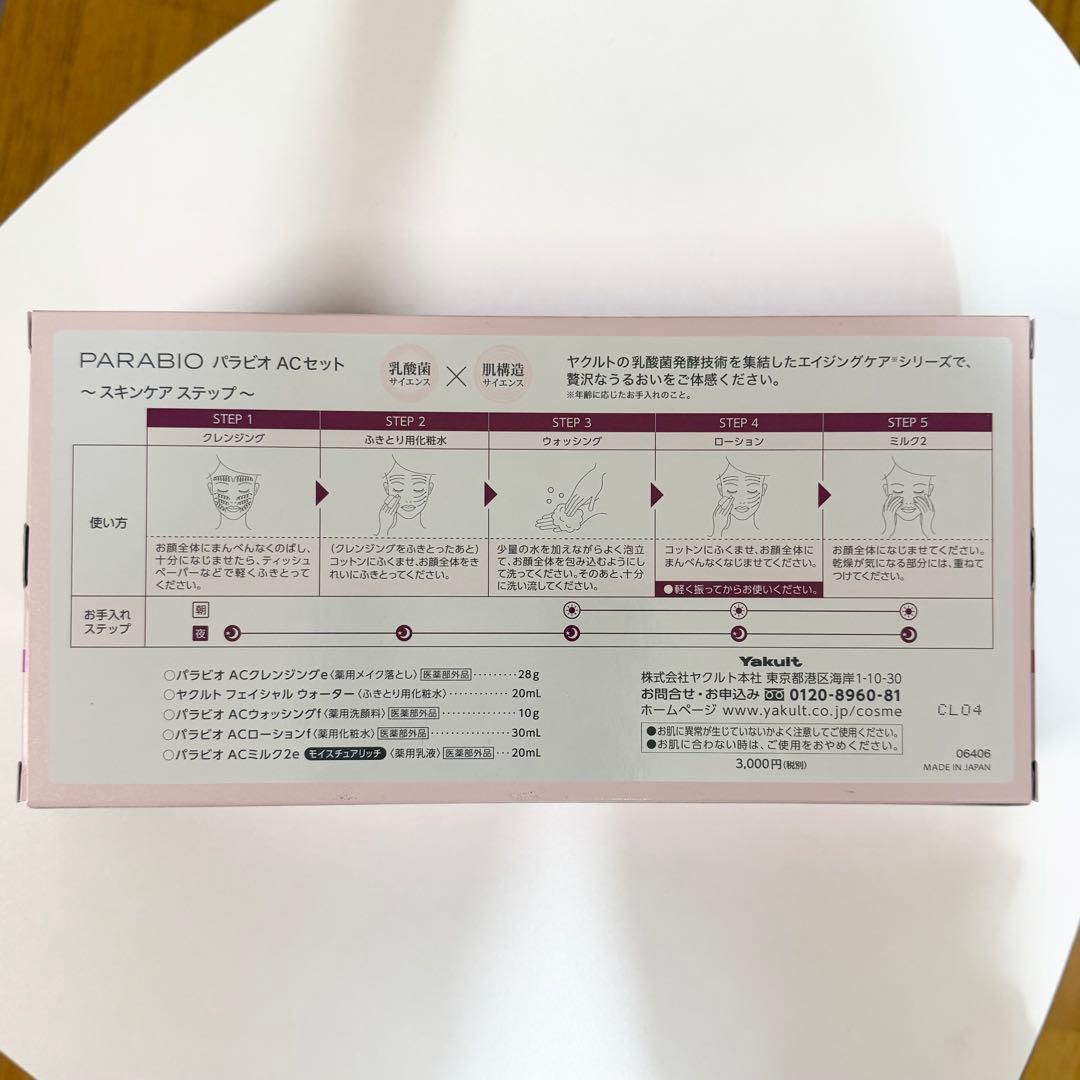 PARABIO パラビオ ACセット
～スキンケア ステップ～
乳酸菌
サイエンス
×
肌構造
サイエンス
ヤクルトの乳酸菌発酵技術を集結したエイジングケア※シリーズで、
贅沢なうるおいをご体感ください。
※年齢に応じたお手入れのこと。
STEP 1
クレンジング
STEP 2
ふきとり用化粧水
STEP 3
ウォッシング
STEP 4
ローション
STEP 5
ミルク2
使い方
お顔全体にまんべんなくのばし、
十分になじませたら、ティッシュ
ペーパーなどで軽くふきとって
ください。
(クレンジングをふきとったあと)
コットンにふくませ、お顔全体をき
れいにふきとってください。
少量の水を加えながらよく泡立
て、お顔全体を包み込むようにし
て洗ってください。そのあと、十分
に洗い流してください。
コットンにふくませ、お顔全体に
まんべんなくなじませてください。
●軽く振ってからお使いください。
お顔全体になじませてください。
乾燥が気になる部分には、重ねて
つけてください。
お手入れ
ステップ
朝
夜
○パラビオ ACクレンジングe〈薬用メイク落とし〉医薬部外品………28g
○ヤクルト フェイシャル ウォーター〈ふきとり用化粧水〉…………20mL
○パラビオ ACウォッシングf〈薬用洗顔料〉医薬部外品…………10g
○パラビオ ACローションf〈薬用化粧水〉医薬部外品…………30mL
○パラビオ ACミルク2e モイスチュアリッチ〈薬用乳液〉医薬部外品…20mL
Yakult
株式会社ヤクルト本社 東京都港区海岸1-10-30
お問合せ・お申込み 0120-8960-81
ホームページ www.yakult.co.jp/cosme
●お肌に異常が生じていないかよく注意してご使用ください。
●お肌に合わない時は、ご使用をおやめください。
3,000円(税別)
CL04
06406
MADE IN JAPAN